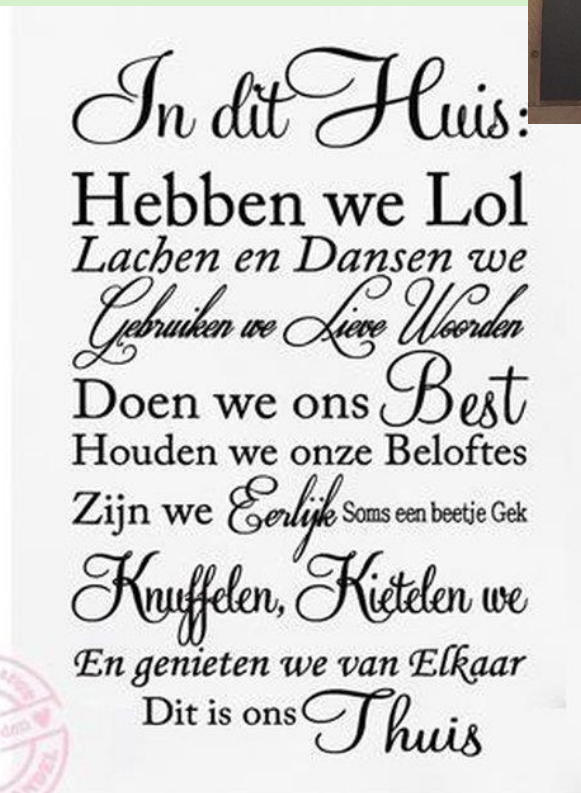 In dit Huis:
Hebben we Lol
Lachen en Dansen we
Gebruiken we Lieve Woorden
Doen we ons Best
Houden we onze Beloftes
Zijn we Eerlijk Soms een beetje Gek
Knuffelen, Kietelen we
En genieten we van Elkaar
Dit is ons Thuis